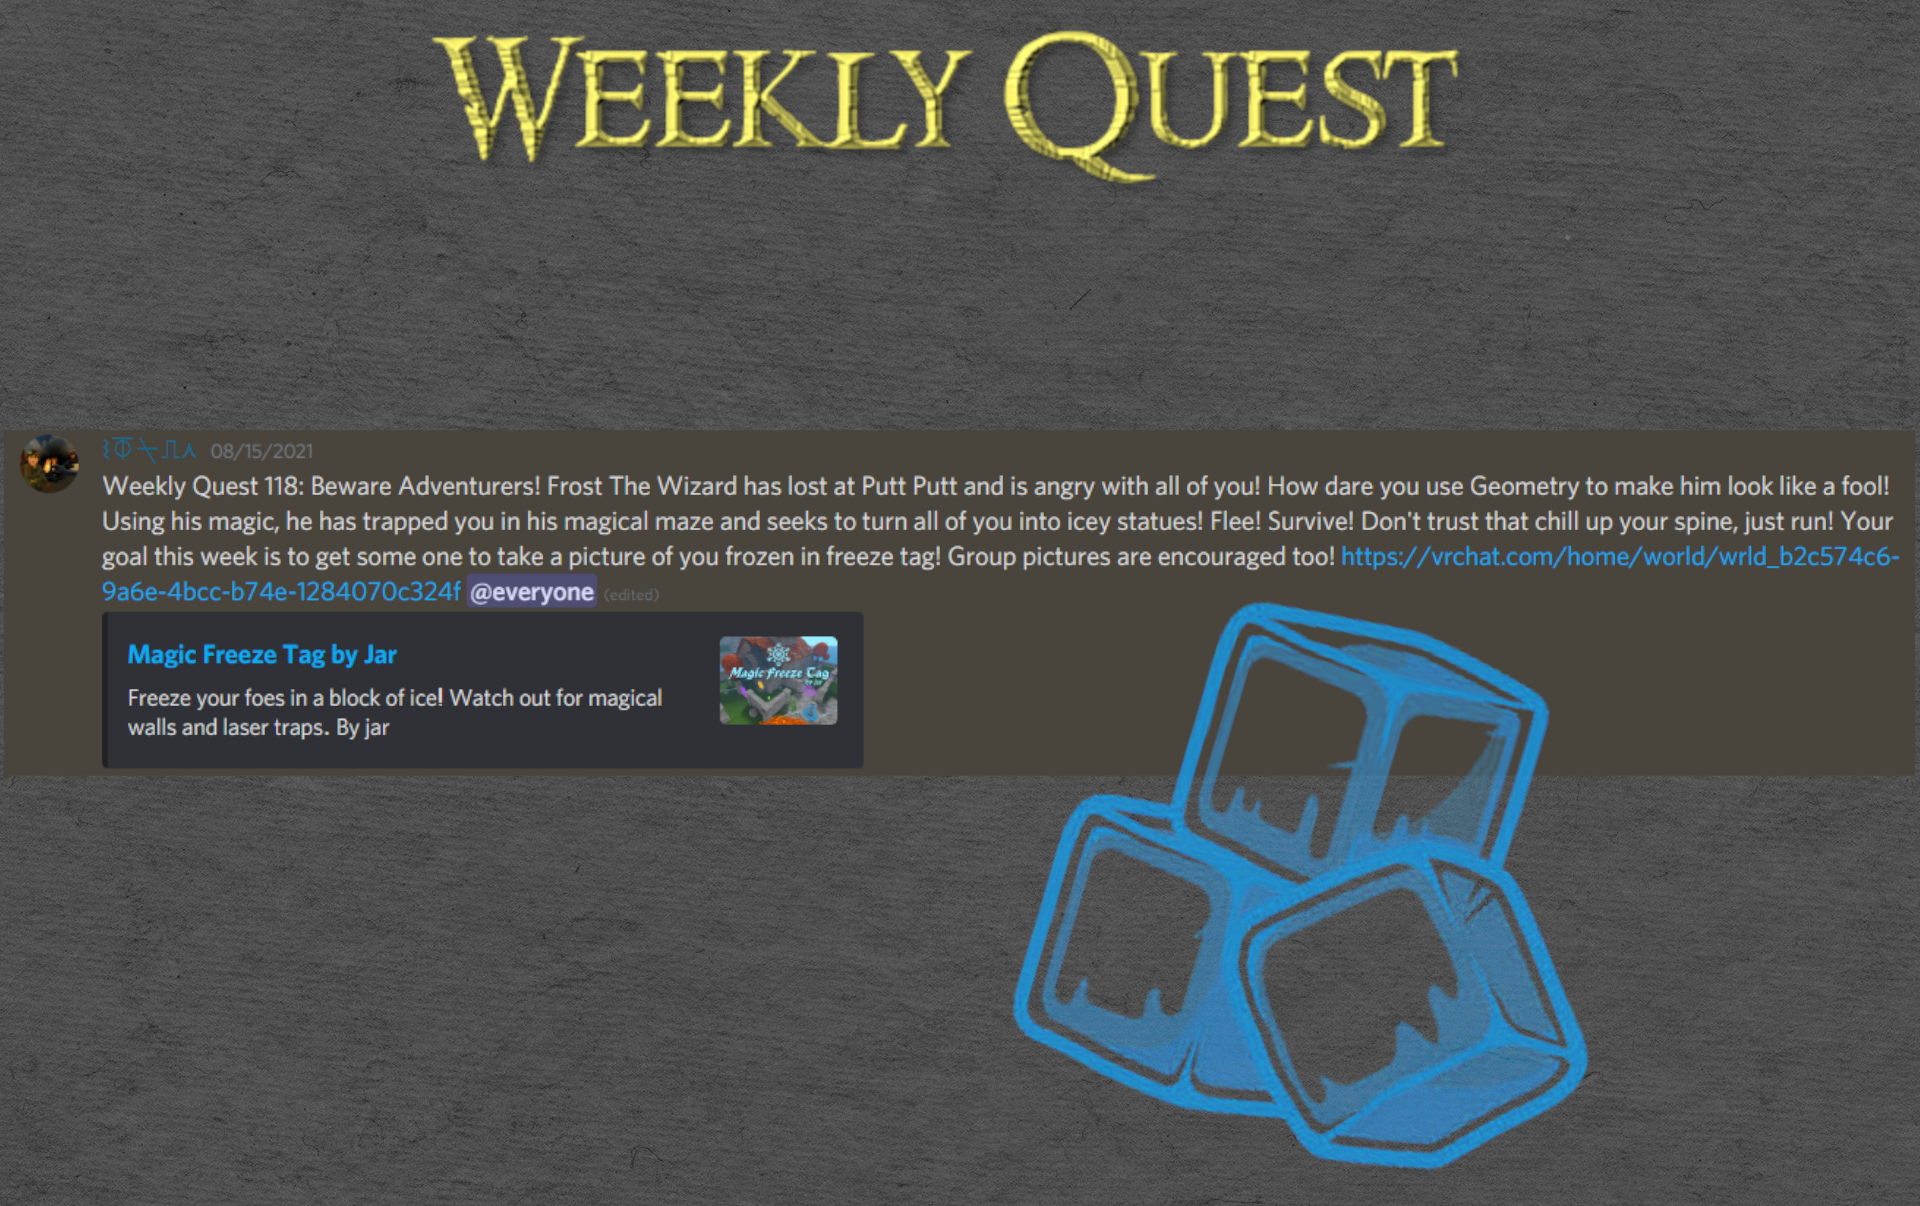 WEEKLY QUEST
08/15/2021
Weekly Quest 118: Beware Adventurers! Frost The Wizard has lost at Putt Putt and is angry with all of you! How dare you use Geometry to make him look like a fool!
Using his magic, he has trapped you in his magical maze and seeks to turn all of you into icey statues! Flee! Survive! Don't trust that chill up your spine, just run! Your
goal this week is to get some one to take a picture of you frozen in freeze tag! Group pictures are encouraged too! https://vrchat.com/home/world/wrld_b2c574c6-
9a6e-4bcc-b74e-1284070c324f @everyone (edited)
Magic Freeze Tag by Jar
Freeze your foes in a block of ice! Watch out for magical
walls and laser traps. By jar
Magic Freeze Tag
by jar